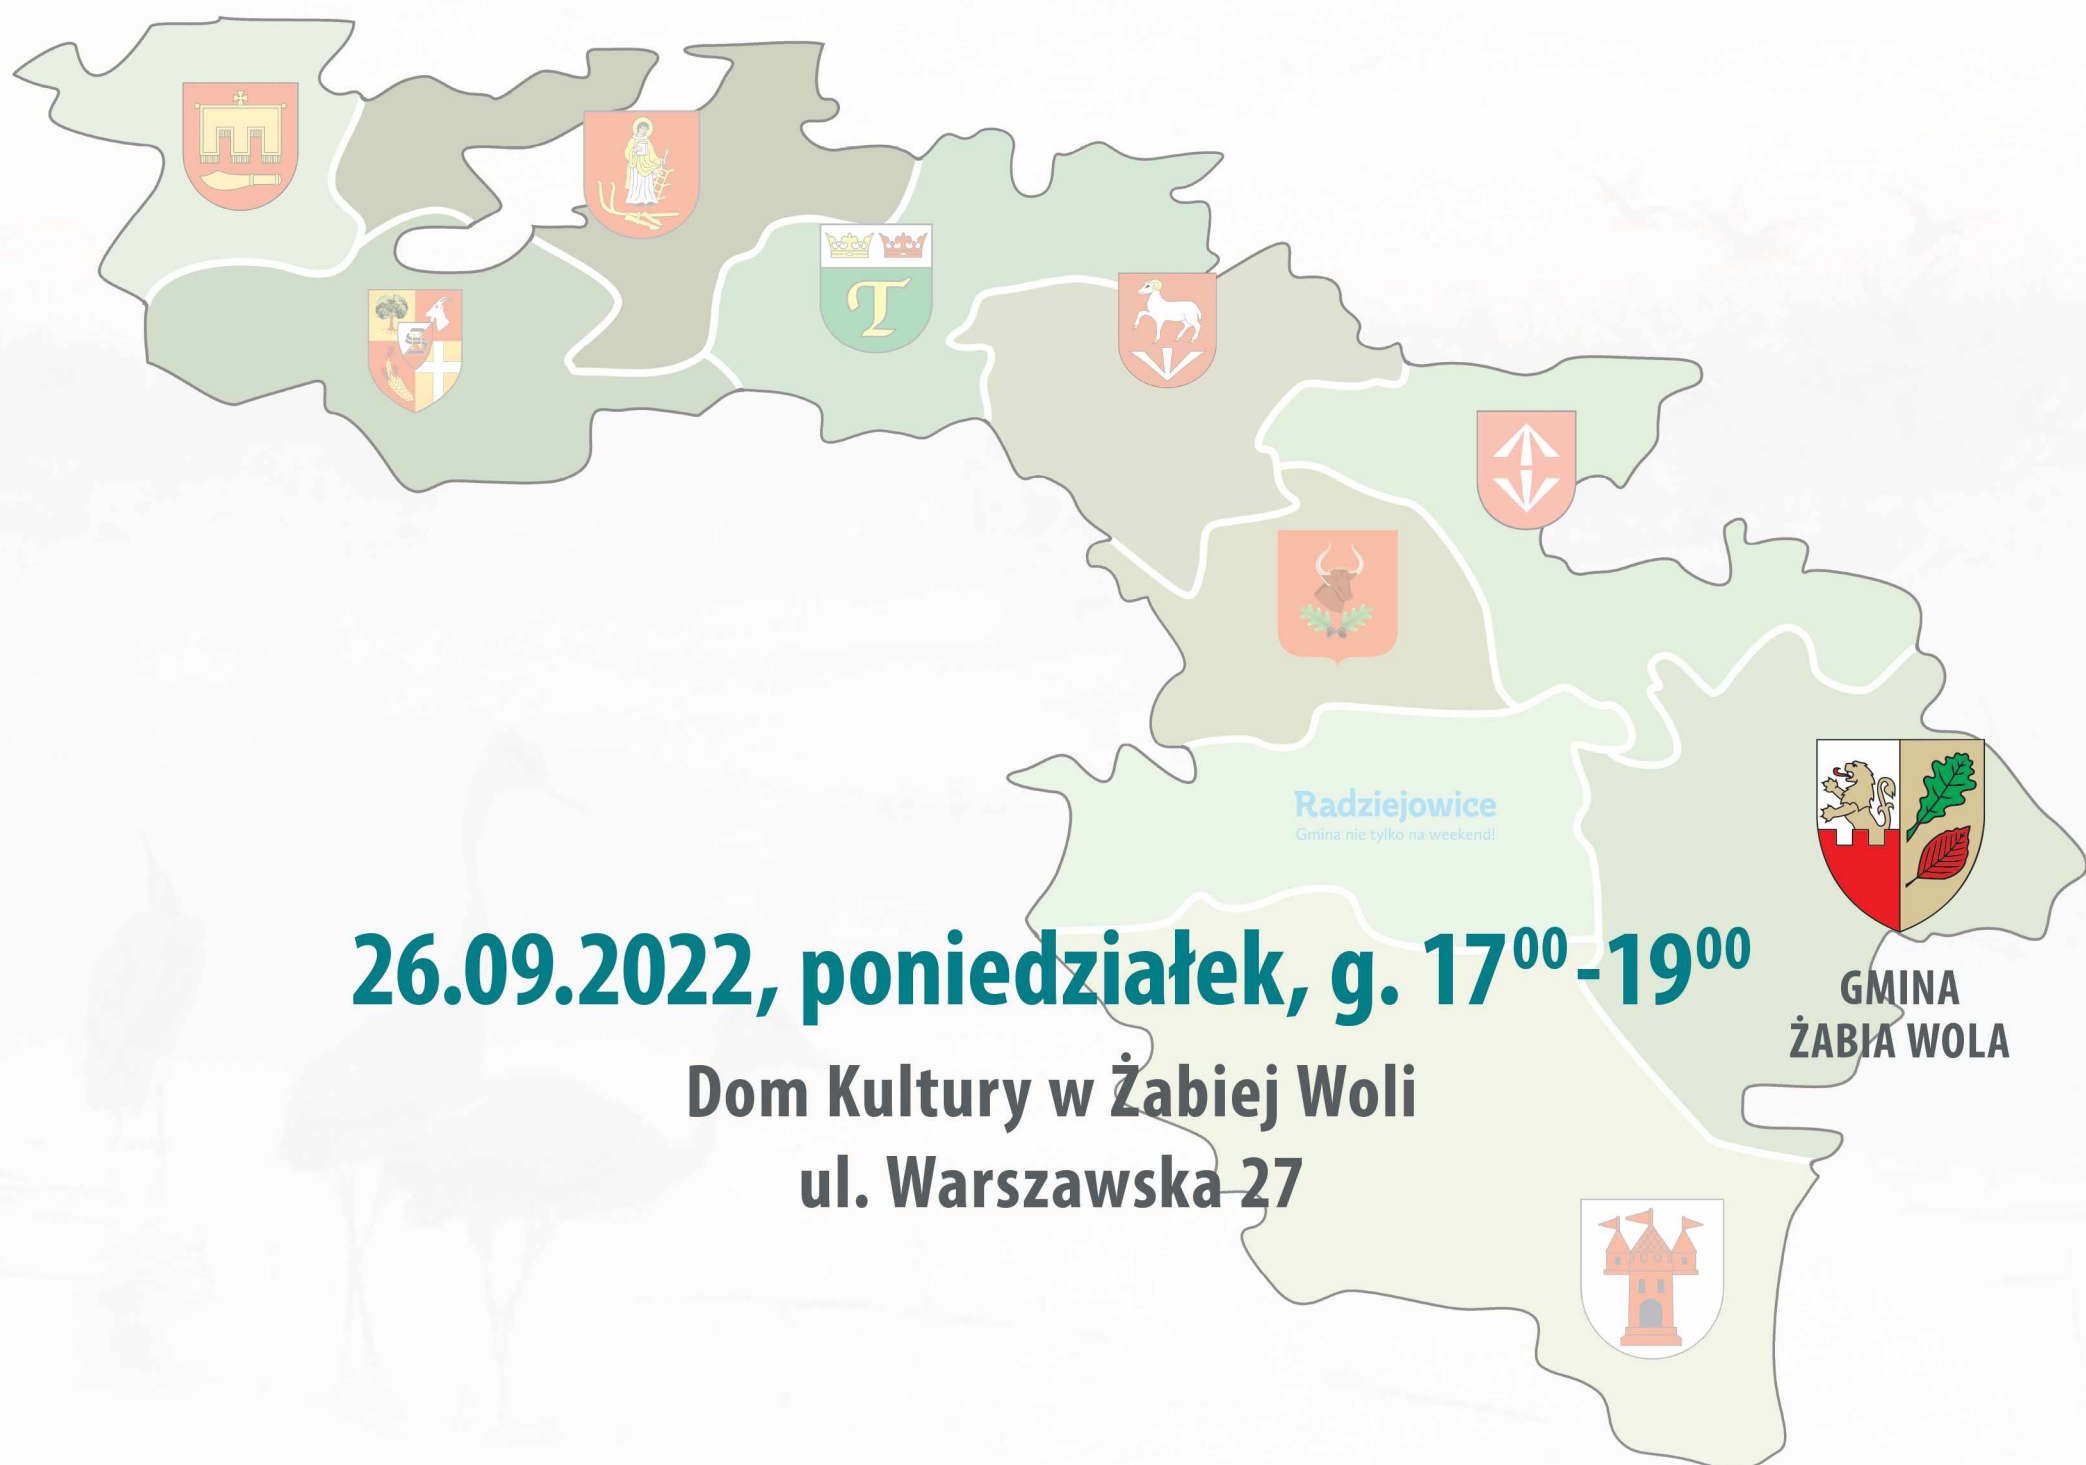 T
Radziejowice
Gmina nie tylko na weekend!
26.09.2022, poniedziałek, g. 17⁰⁰-19⁰⁰
GMINA
ŻABIA WOLA
Dom Kultury w Żabiej Woli
ul. Warszawska 27